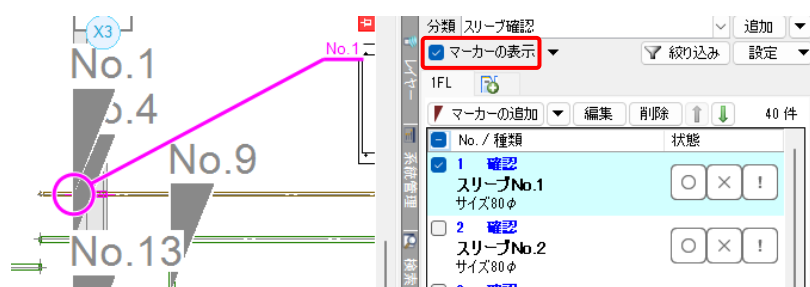 X3
No.1
No.1
.4
No.9
No.13
分類 スリーブ確認 追加
マーカーの表示 絞り込み 設定
1FL
マーカーの追加 編集 削除 40 件
No. / 種類 状態
1 確認
スリーブNo.1
サイズ80φ
2 確認
スリーブNo.2
サイズ80φ
レイヤー
系統管理
検索